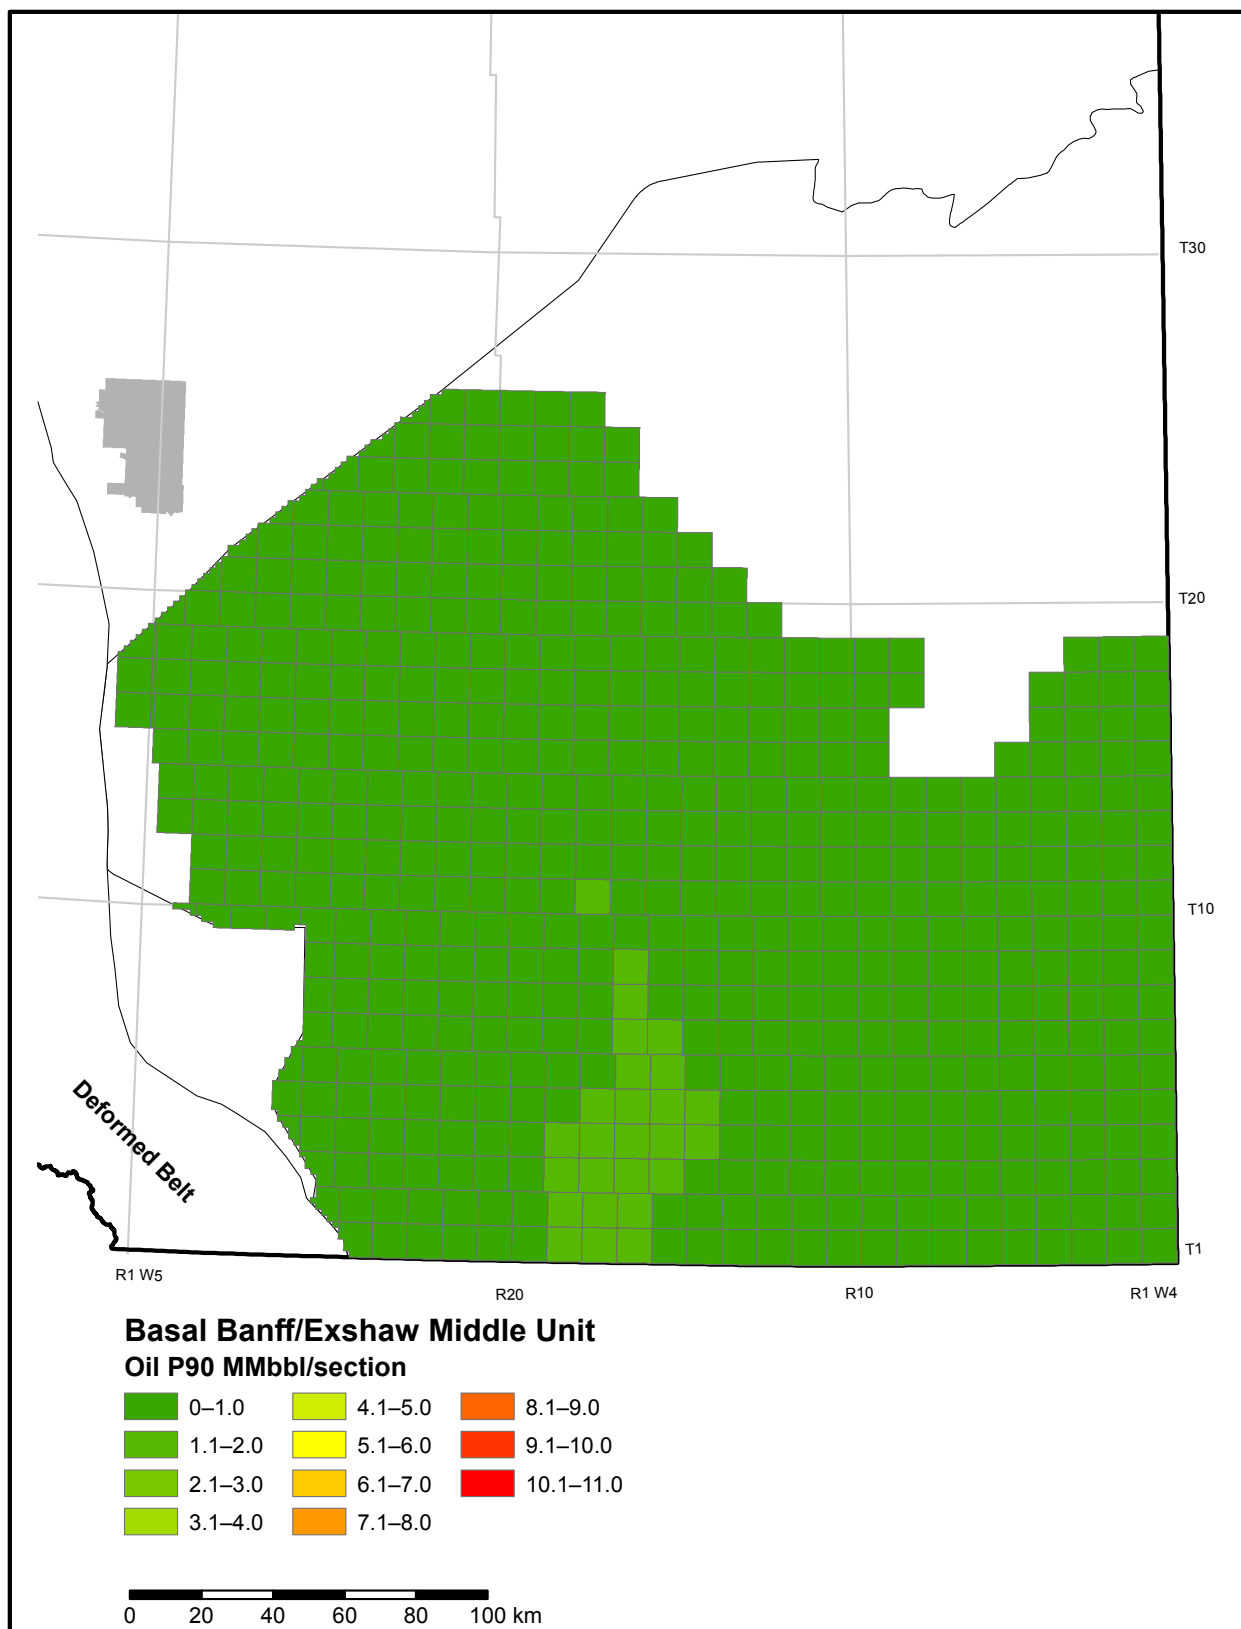 T30
T20
T10
Deformed Belt
T1
R1 W5
R20
R10
R1 W4
Basal Banff/Exshaw Middle Unit
Oil P90 MMbbl/section
0–1.0
4.1–5.0
8.1–9.0
1.1–2.0
5.1–6.0
9.1–10.0
2.1–3.0
6.1–7.0
10.1–11.0
3.1–4.0
7.1–8.0
0 20 40 60 80 100 km